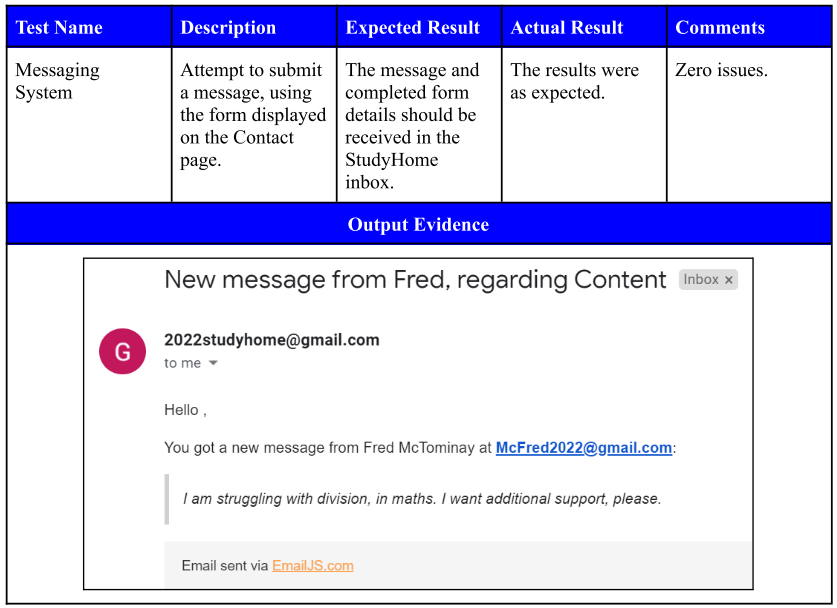 Test Name Description Expected Result Actual Result Comments
Messaging
System
Attempt to submit
a message, using
the form displayed
on the Contact
page.
The message and
completed form
details should be
received in the
StudyHome
inbox.
The results were
as expected.
Zero issues.
Output Evidence
New message from Fred, regarding Content Inbox x
G
2022studyhome@gmail.com
to me
Hello ,
You got a new message from Fred McTominay at McFred2022@gmail.com:
I am struggling with division, in maths. I want additional support, please.
Email sent via EmailJS.com